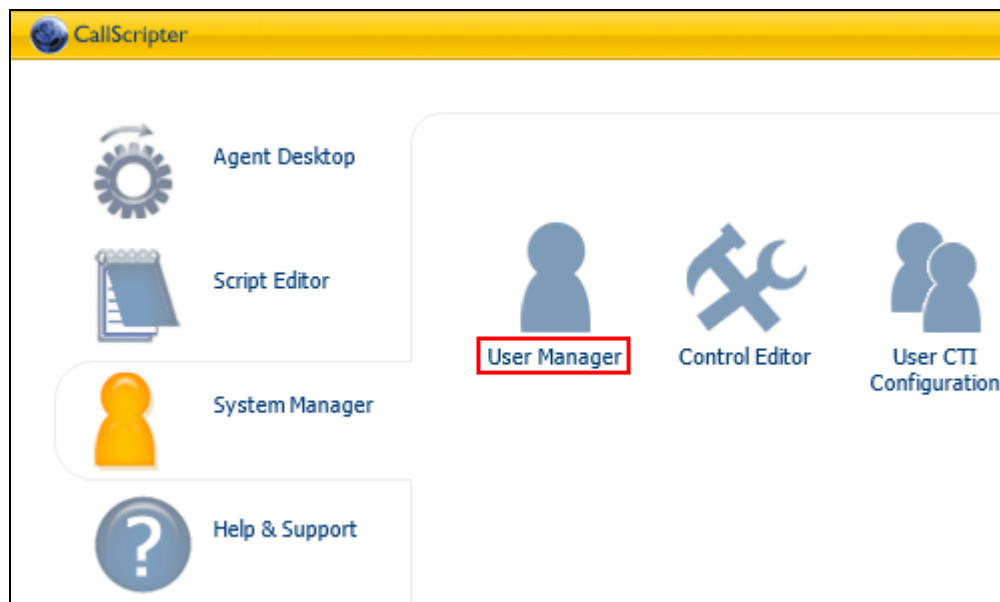 CallScripter
Agent Desktop
Script Editor
System Manager
Help & Support
User Manager
Control Editor
User CTI
Configuration